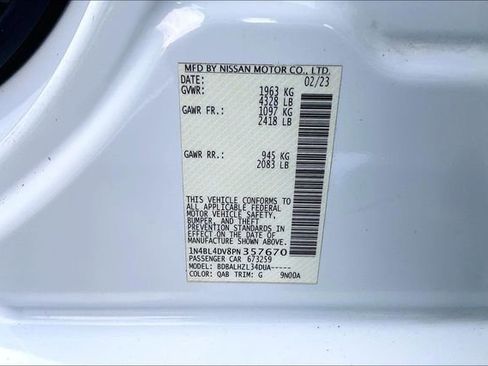 MFD BY NISSAN MOTOR CO., LTD.
DATE: 02/23
GVWR: 1963 KG
4328 LB
GAWR FR.: 1097 KG
2418 LB
GAWR RR.: 945 KG
2083 LB
THIS VEHICLE CONFORMS TO
ALL APPLICABLE FEDERAL
MOTOR VEHICLE SAFETY,
BUMPER, AND THEFT
PREVENTION STANDARDS
IN EFFECT ON THE DATE OF
MANUFACTURE SHOWN ABOVE.
1N4BL4DV8PN357670
PASSENGER CAR 673259
MODEL: BDBALHZL34DUA-----
COLOR: QAB TRIM: G 9N00A